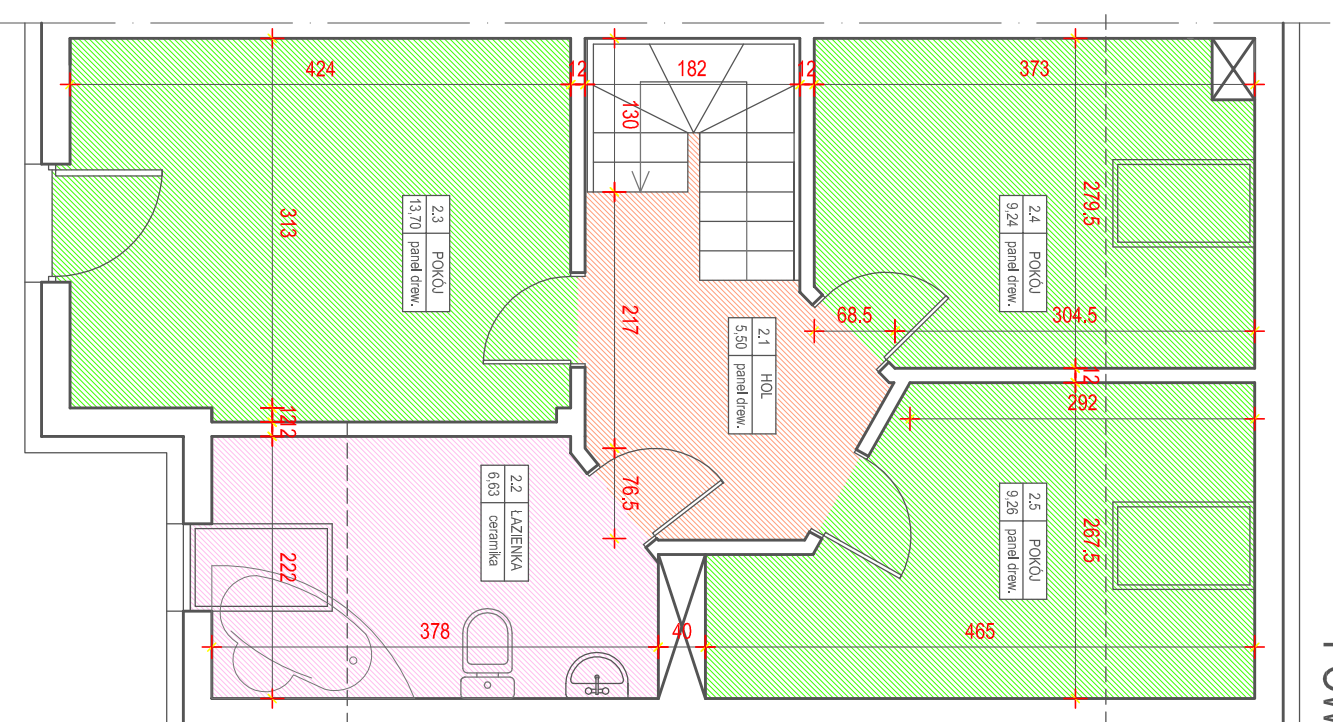 424
12
182
12
373
130
313
2.3 POKÓJ
13,70 panel drew.
279.5
2.4 POKÓJ
9,24 panel drew.
217
68.5
304.5
2.1 HOL
5,50 panel drew.
12
292
12
12
76.5
2.2 ŁAZIENKA
6,63 ceramika
2.5 POKÓJ
9,26 panel drew.
267.5
222
378
40
465